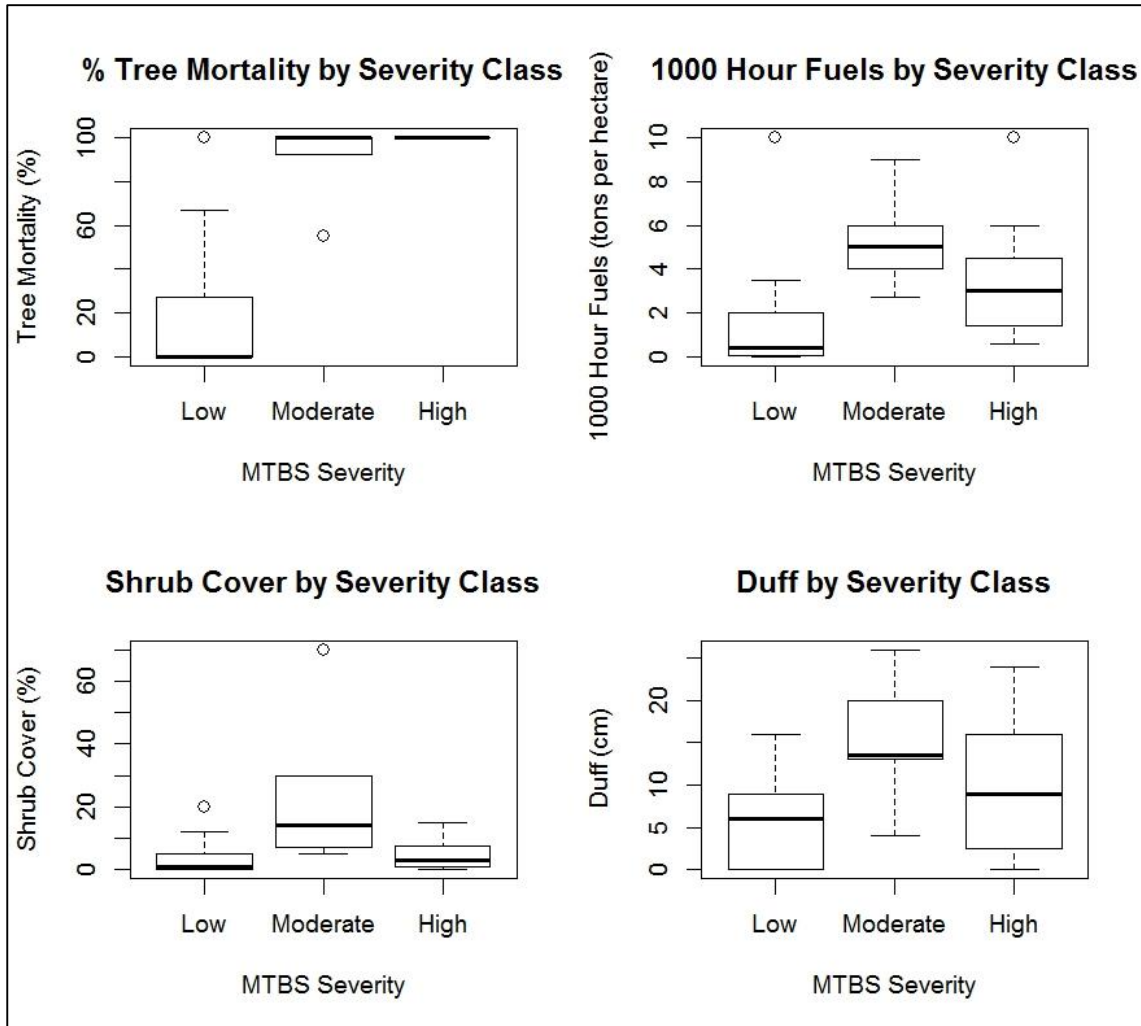 % Tree Mortality by Severity Class
Tree Mortality (%)
100
60
20
0
Low Moderate High
MTBS Severity
1000 Hour Fuels by Severity Class
1000 Hour Fuels (tons per hectare)
10
8
6
4
2
0
Low Moderate High
MTBS Severity
Shrub Cover by Severity Class
Shrub Cover (%)
60
40
20
0
Low Moderate High
MTBS Severity
Duff by Severity Class
Duff (cm)
20
10
5
0
Low Moderate High
MTBS Severity